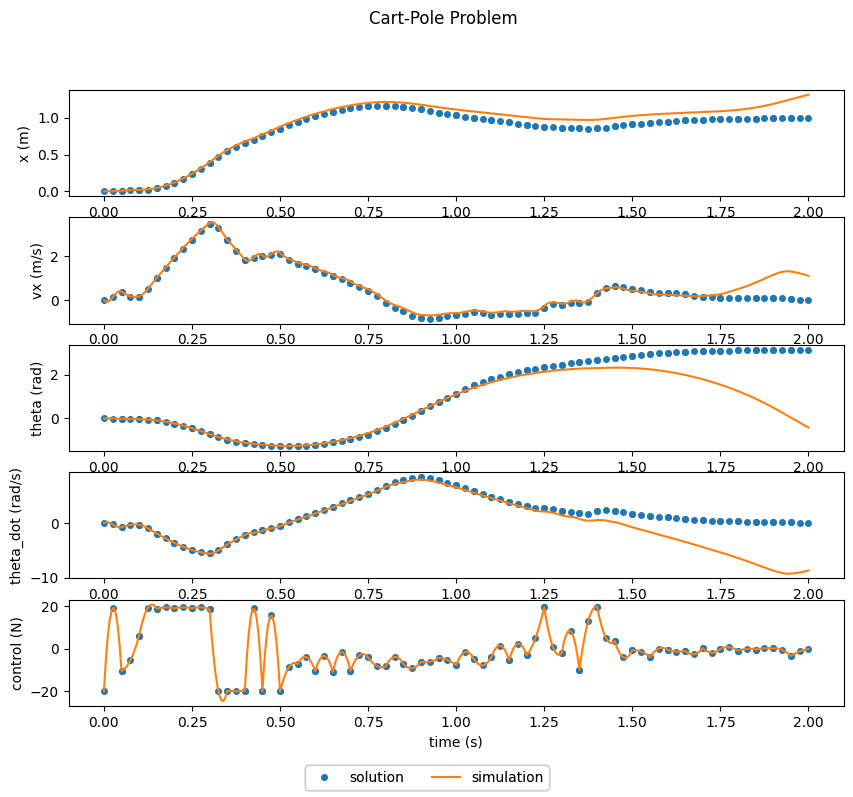 Cart-Pole Problem
x (m)
1.0
0.5
0.0
0.00 0.25 0.50 0.75 1.00 1.25 1.50 1.75 2.00
vx (m/s)
2
0
0.00 0.25 0.50 0.75 1.00 1.25 1.50 1.75 2.00
theta (rad)
2
0
0.00 0.25 0.50 0.75 1.00 1.25 1.50 1.75 2.00
theta_dot (rad/s)
0
−10
0.00 0.25 0.50 0.75 1.00 1.25 1.50 1.75 2.00
control (N)
20
0
−20
0.00 0.25 0.50 0.75 1.00 1.25 1.50 1.75 2.00
time (s)
solution simulation